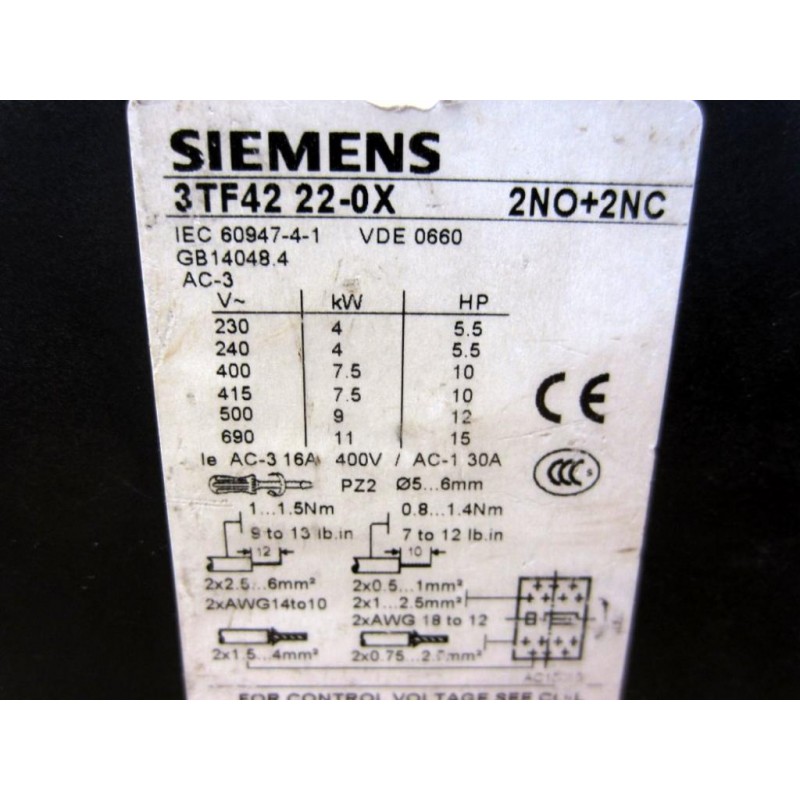 SIEMENS
3TF42 22-0X 2NO+2NC
IEC 60947-4-1 VDE 0660
GB14048.4
AC-3
V~ kW HP
230 4 5.5
240 4 5.5
400 7.5 10
415 7.5 10
500 9 12
690 11 15
CE
Ie AC-3 16A 400V / AC-1 30A
CCC S
PZ2 Ø5...6mm
1...1.5Nm 0.8...1.4Nm
9 to 13 lb.in 7 to 12 lb.in
12 10
2x2.5...6mm² 2x0.5...1mm²
2xAWG14to10 2x1...2.5mm²
2xAWG 18 to 12
2x1.5...4mm² 2x0.75...
FOR CONTROL VOLTAGE SEE